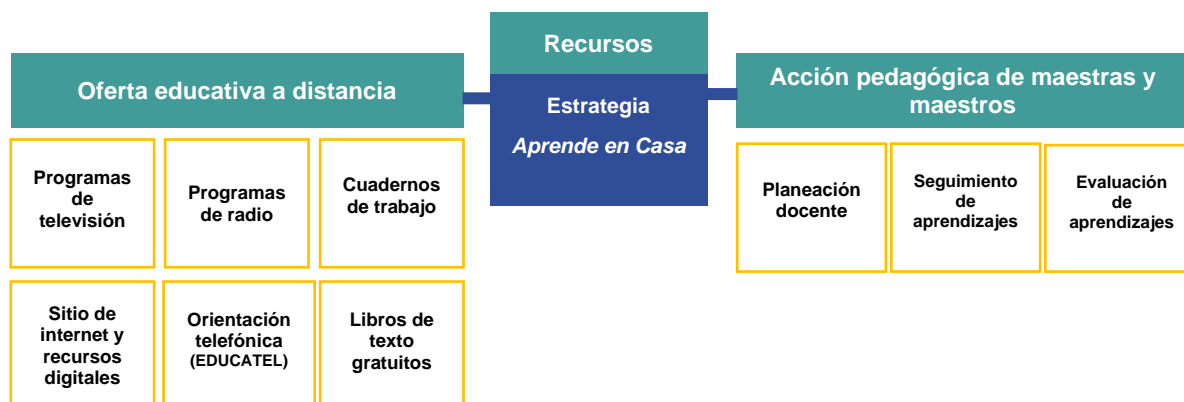 Recursos
Estrategia
Aprende en Casa
Oferta educativa a distancia
Programas
de
televisión
Programas
de radio
Cuadernos
de trabajo
Sitio de
internet y
recursos
digitales
Orientación
telefónica
(EDUCATEL)
Libros de
texto
gratuitos
Acción pedagógica de maestras y
maestros
Planeación
docente
Seguimiento
de
aprendizajes
Evaluación
de
aprendizajes